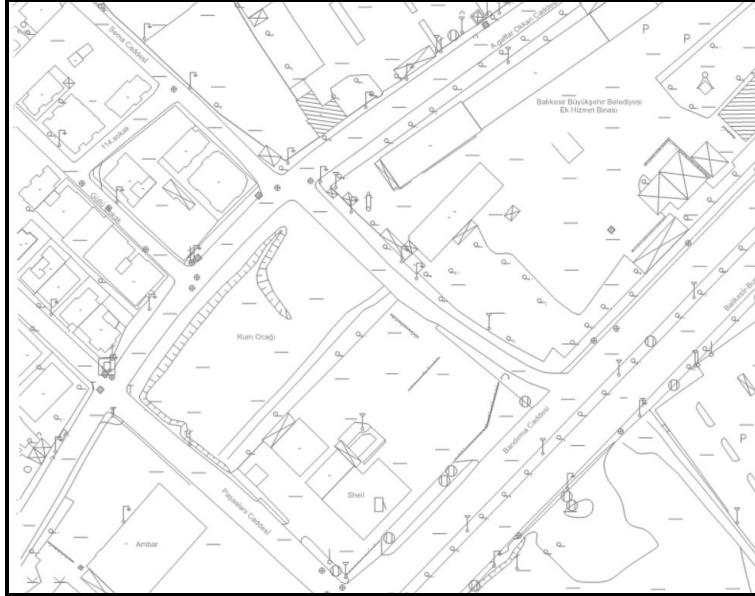 Sema Caddesi
A.gaffar Okkan Caddesi
P
P
Balıkesir Büyükşehir Belediyesi
Ek Hizmet Binası
114.sokak
Güllü Sokak
Kum Ocağı
Bandırma Caddesi
P
Shell
Paşaalanı Caddesi
Ambar